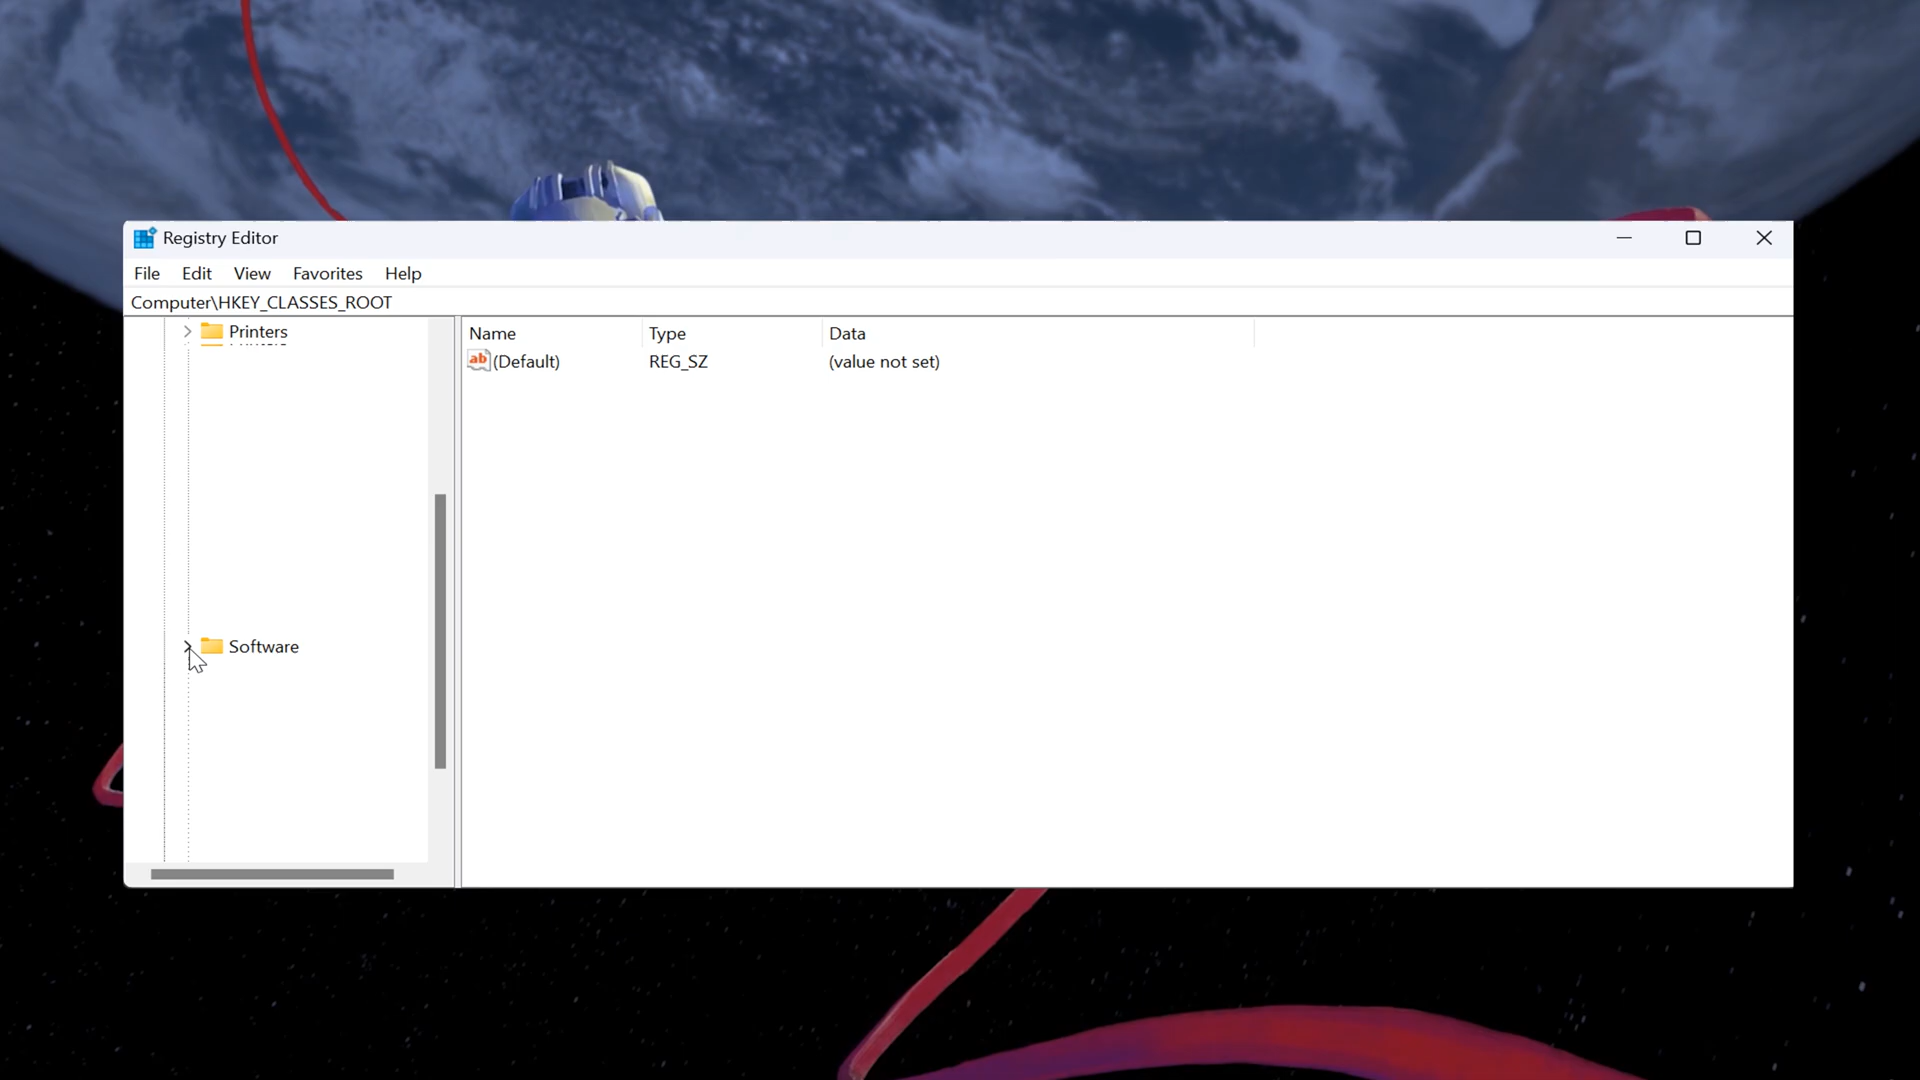 Registry Editor
File Edit View Favorites Help
Computer\HKEY_CLASSES_ROOT
Printers
Name Type Data
ab (Default) REG_SZ (value not set)
Software